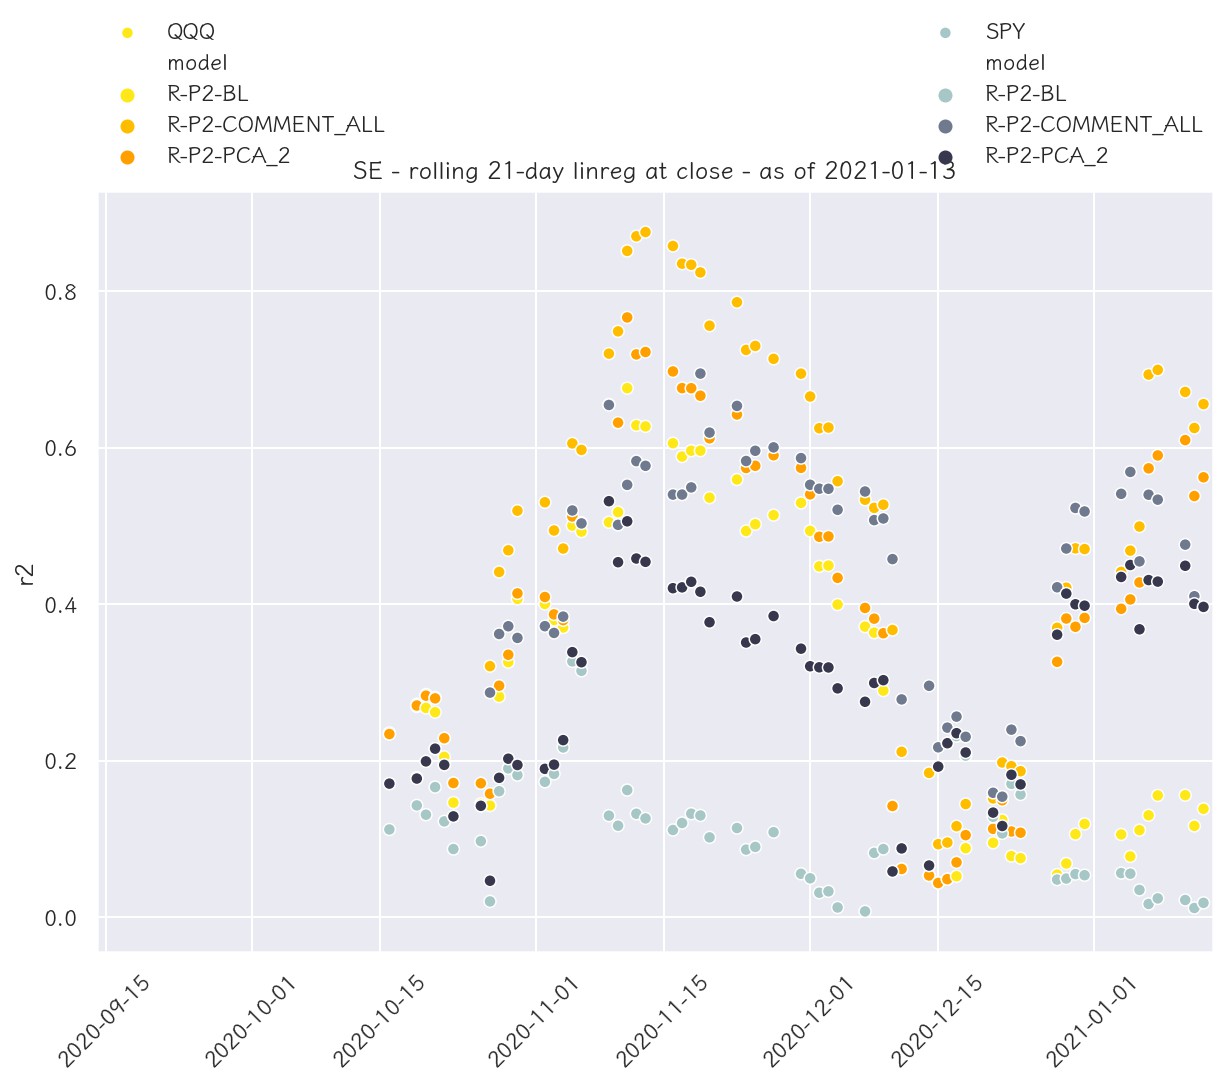 QQQ
model
R-P2-BL
R-P2-COMMENT_ALL
R-P2-PCA_2
SPY
model
R-P2-BL
R-P2-COMMENT_ALL
R-P2-PCA_2
SE - rolling 21-day linreg at close - as of 2021-01-13
r2
0.8
0.6
0.4
0.2
0.0
2020-09-15
2020-10-01
2020-10-15
2020-11-01
2020-11-15
2020-12-01
2020-12-15
2021-01-01